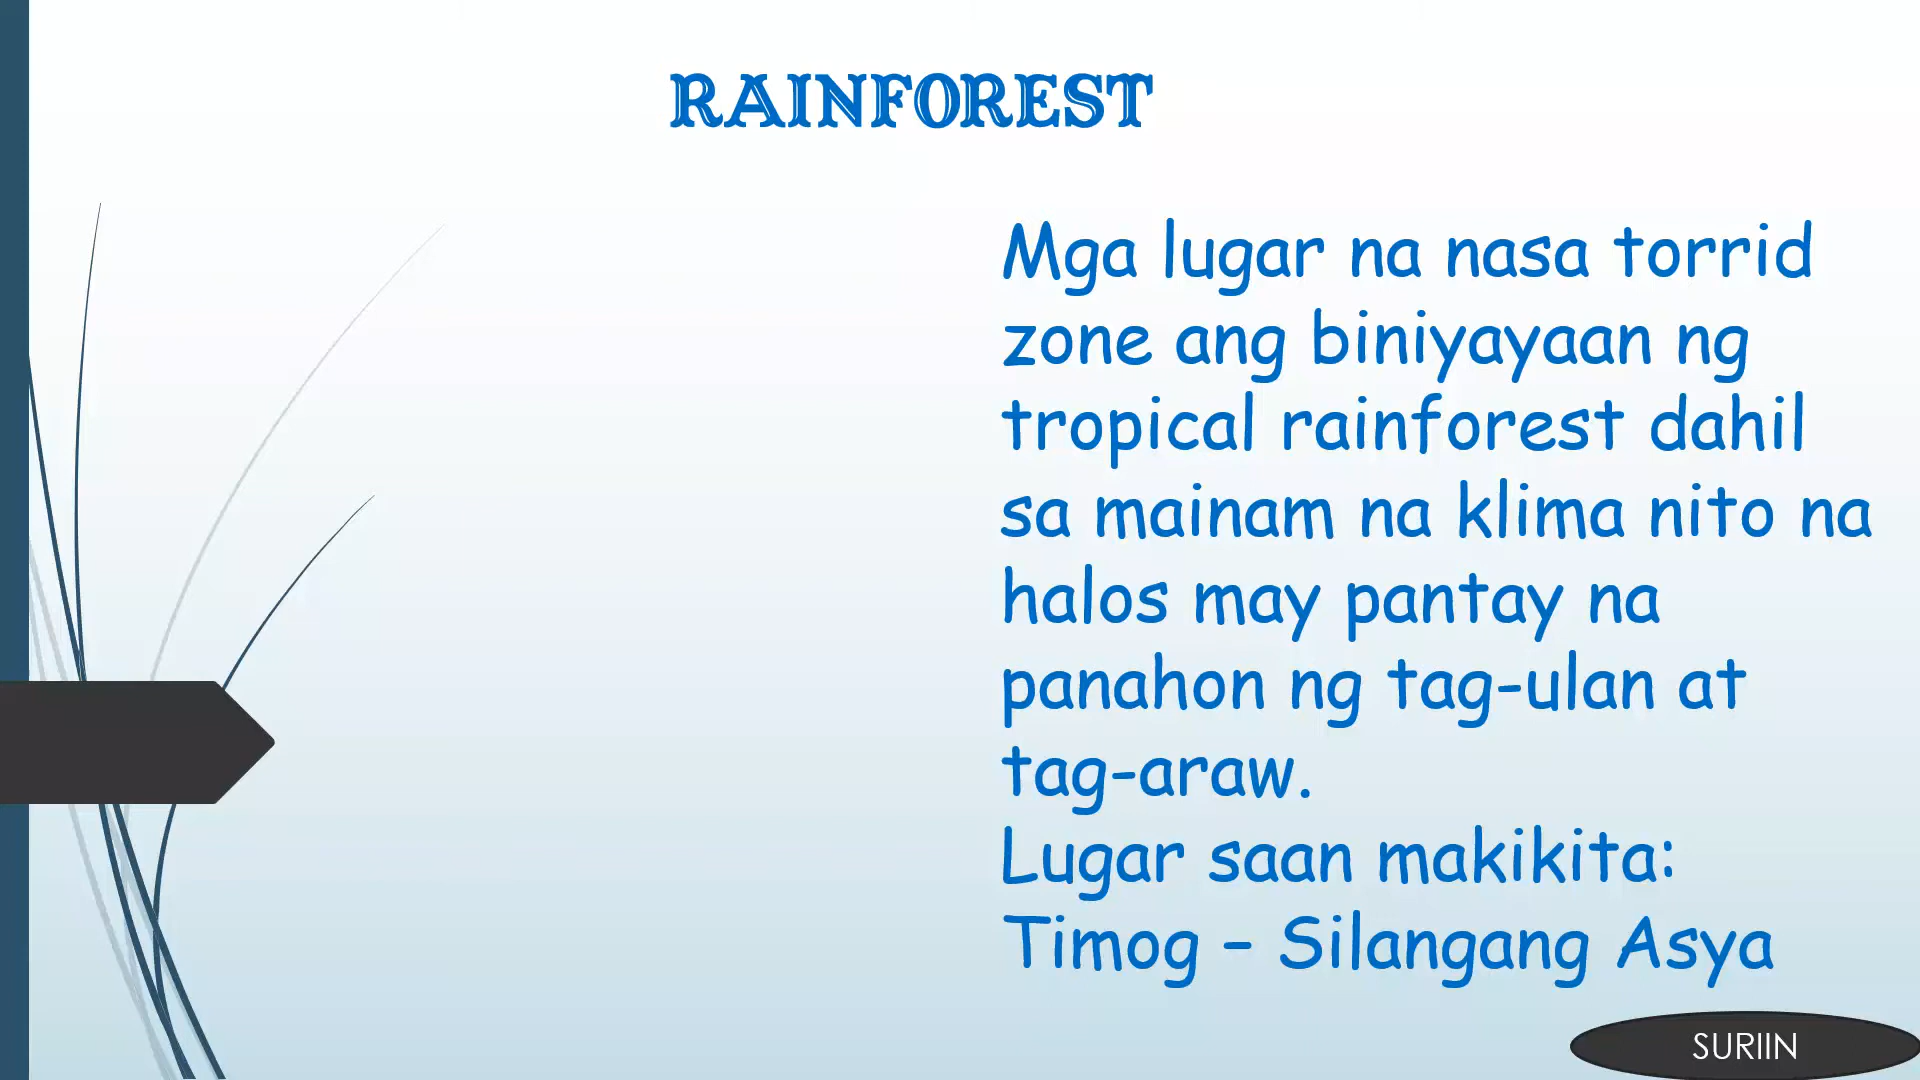 RAINFOREST
Mga lugar na nasa torrid
zone ang biniyayaan ng
tropical rainforest dahil
sa mainam na klima nito na
halos may pantay na
panahon ng tag-ulan at
tag-araw.
Lugar saan makikita:
Timog – Silangang Asya
SURIIN